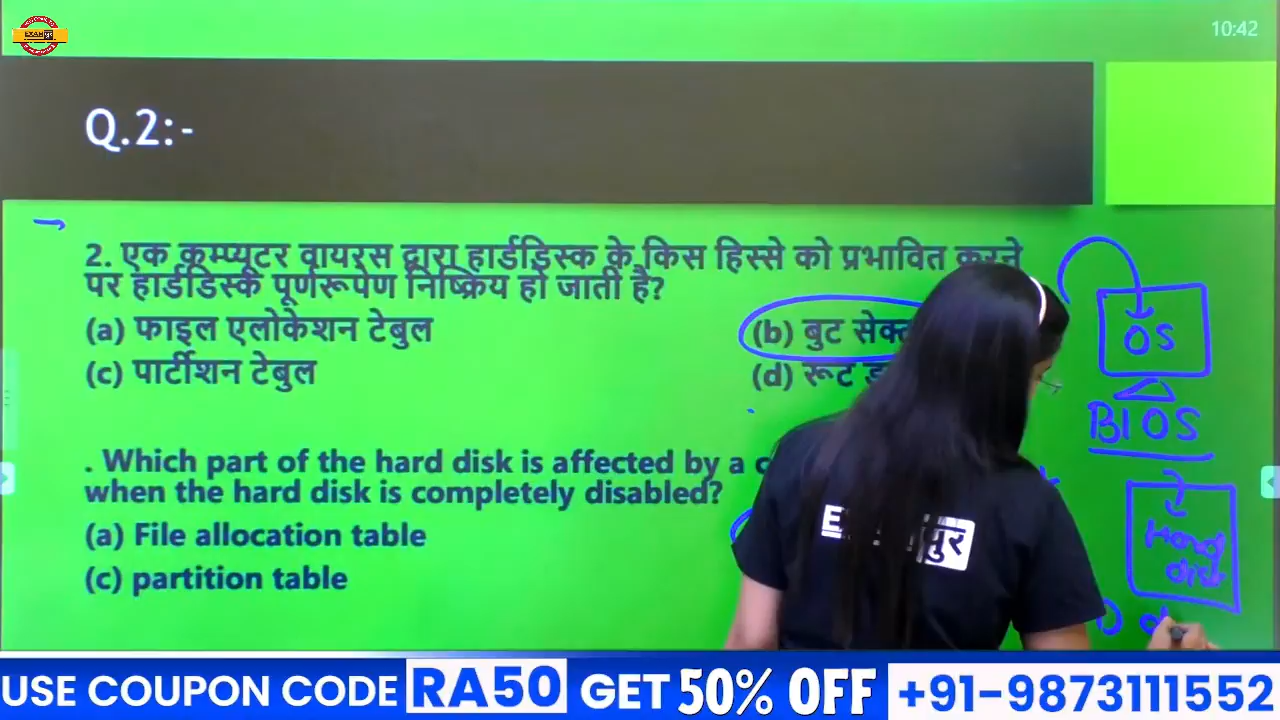 EXAMपुर
10:42
Q.2:-
2. एक कम्प्यूटर वायरस द्वारा हार्डडिस्क के किस हिस्से को प्रभावित करने
पर हार्डडिस्क पूर्णरूपेण निष्क्रिय हो जाती है?
(a) फाइल एलोकेशन टेबुल
(b) बुट
(c) पार्टीशन टेबुल
(d) रूट
OS
BIOS
Hard
disk
. Which part of the hard disk is affected by a
when the hard disk is completely disabled?
(a) File allocation table
(c) partition table
USE COUPON CODE RA50 GET 50% OFF +91-9873111552